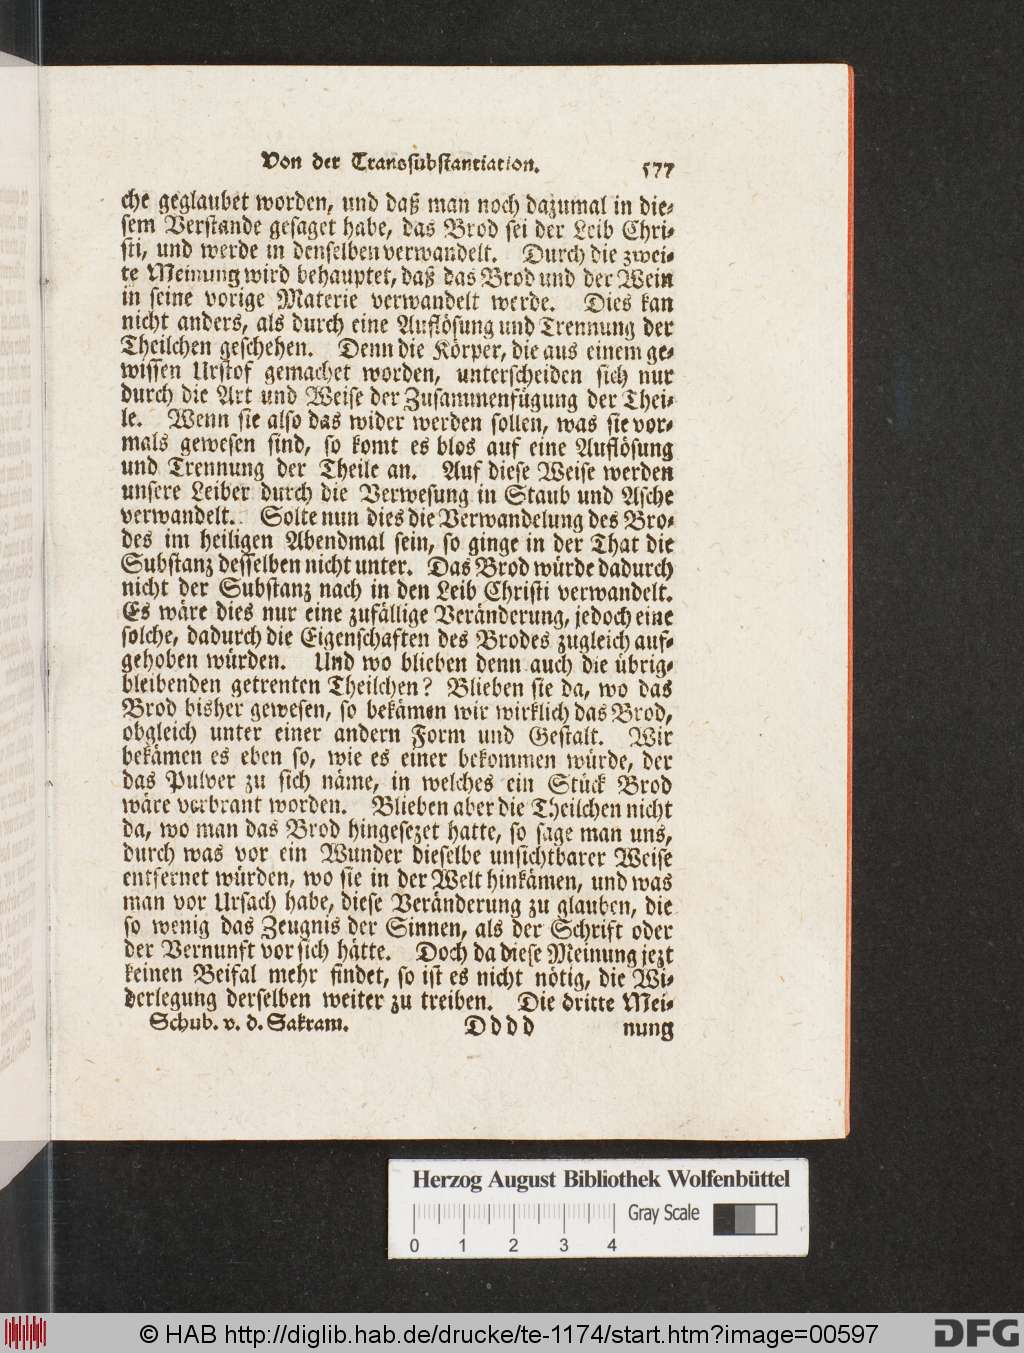 Von der Transsubstantiation. 577
che geglaubet worden, und daß man noch dazumal in die-
sem Verstande gesaget habe, das Brod sei der Leib Chri-
sti, und werde in denselben verwandelt. Durch die zwei-
te Meinung wird behauptet, daß das Brod und der Wein
in seine vorige Materie verwandelt werde. Dies kan
nicht anders, als durch eine Auflösung und Trennung der
Theilchen geschehen. Denn die Körper, die aus einem ge-
wissen Urstof gemachet worden, unterscheiden sich nur
durch die Art und Weise der Zusammenfügung der Thei-
le. Wenn sie also das wider werden sollen, was sie vor-
mals gewesen sind, so komt es blos auf eine Auflösung
und Trennung der Theile an. Auf diese Weise werden
unsere Leiber durch die Verwesung in Staub und Asche
verwandelt. Solte nun dies die Verwandelung des Bro-
des im heiligen Abendmal sein, so ginge in der That die
Substanz desselben nicht unter. Das Brod würde dadurch
nicht der Substanz nach in den Leib Christi verwandelt.
Es wäre dies nur eine zufällige Veränderung, jedoch eine
solche, dadurch die Eigenschaften des Brodes zugleich auf-
gehoben würden. Und wo blieben denn auch die übrig-
bleibenden getrenten Theilchen? Blieben sie da, wo das
Brod bisher gewesen, so bekämen wir wirklich das Brod,
obgleich unter einer andern Form und Gestalt. Wir
bekämen es eben so, wie es einer bekommen würde, der
das Pulver zu sich näme, in welches ein Stück Brod
wäre verbrant worden. Blieben aber die Theilchen nicht
da, wo man das Brod hingesezet hatte, so sage man uns,
durch was vor ein Wunder dieselbe unsichtbarer Weise
entfernet würden, wo sie in der Welt hinkämen, und was
man vor Ursach habe, diese Veränderung zu glauben, die
so wenig das Zeugnis der Sinnen, als der Schrift oder
der Vernunft vor sich hätte. Doch da diese Meinung jezt
keinen Beifal mehr findet, so ist es nicht nötig, die Wi-
derlegung derselben weiter zu treiben. Die dritte Mei-
Schub. v. d. Sakram. Dddd nung
Herzog August Bibliothek Wolfenbüttel
Gray Scale
0 1 2 3 4
© HAB http://diglib.hab.de/drucke/te-1174/start.htm?image=00597
DFG